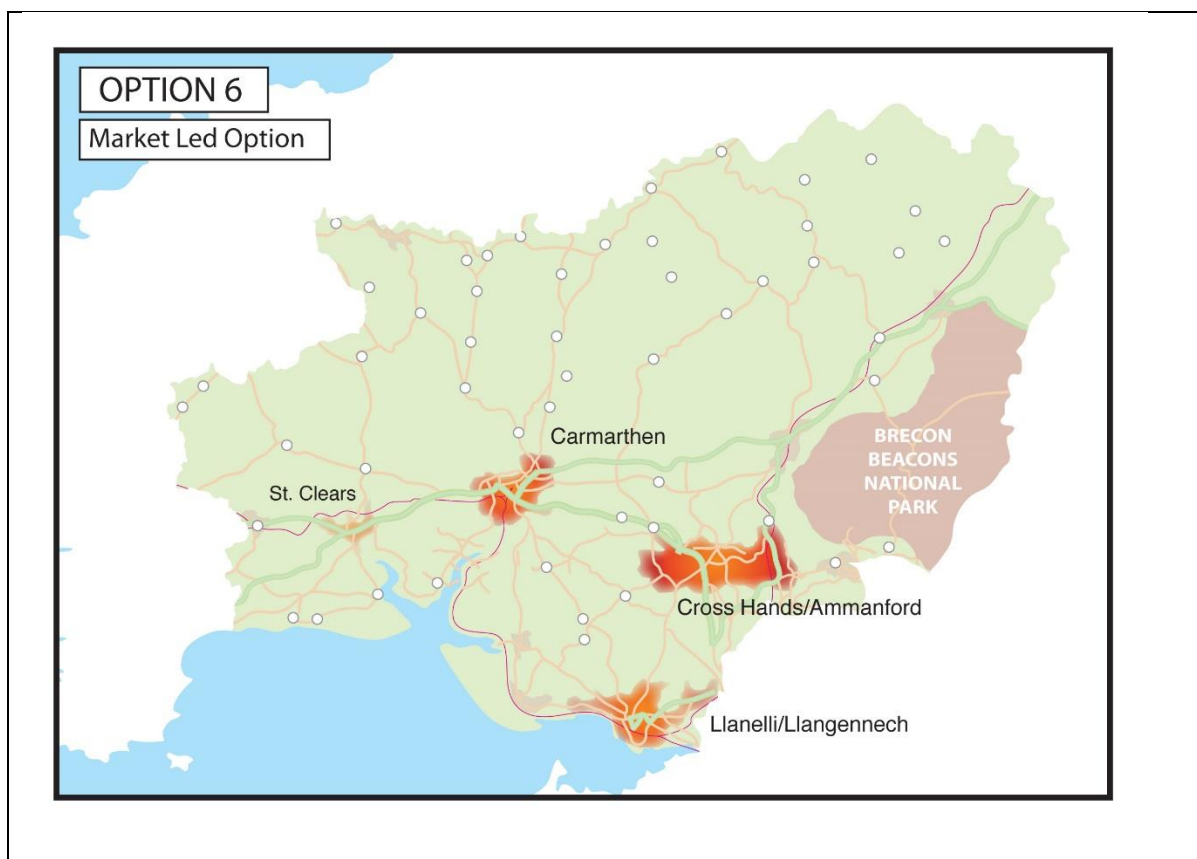 OPTION 6
Market Led Option
Carmarthen
St. Clears
BRECON
BEACONS
NATIONAL
PARK
Cross Hands/Ammanford
Llanelli/Llangennech